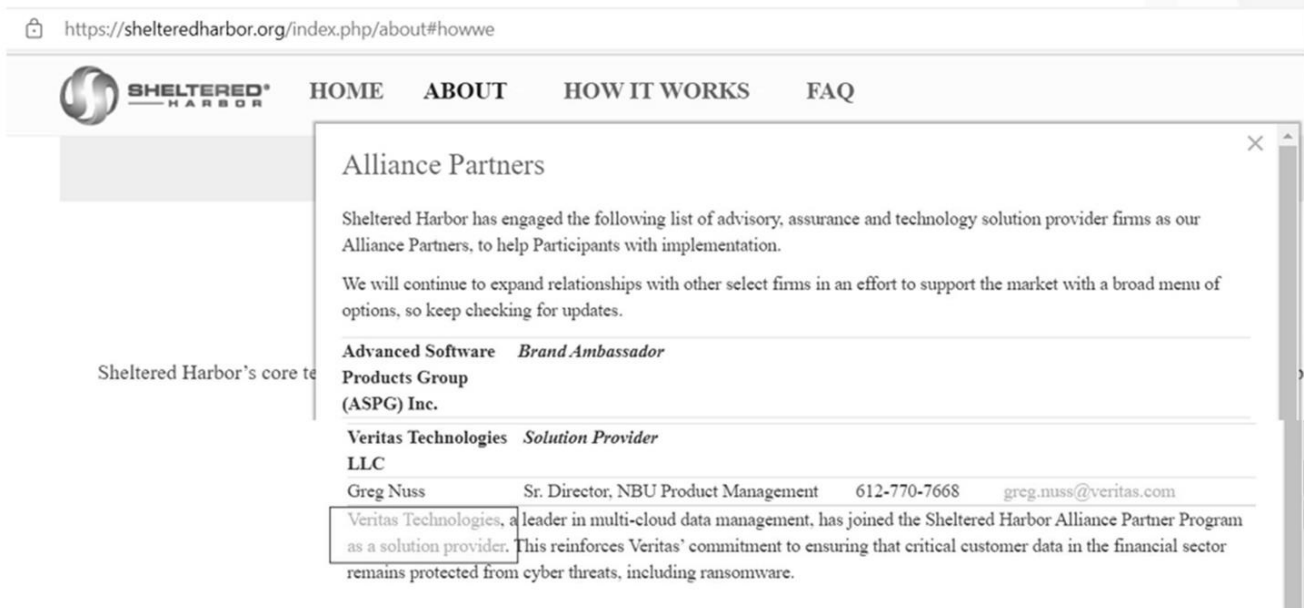 https://shelteredharbor.org/index.php/about#howwe
SHELTERED® HARBOR HOME ABOUT HOW IT WORKS FAQ
Alliance Partners
Sheltered Harbor has engaged the following list of advisory, assurance and technology solution provider firms as our
Alliance Partners, to help Participants with implementation.
We will continue to expand relationships with other select firms in an effort to support the market with a broad menu of
options, so keep checking for updates.
Advanced Software Brand Ambassador
Sheltered Harbor's core te
Products Group
(ASPG) Inc.
Veritas Technologies Solution Provider
LLC
Greg Nuss Sr. Director, NBU Product Management 612-770-7668 greg.nuss@veritas.com
Veritas Technologies, a leader in multi-cloud data management, has joined the Sheltered Harbor Alliance Partner Program
as a solution provider. This reinforces Veritas' commitment to ensuring that critical customer data in the financial sector
remains protected from cyber threats, including ransomware.